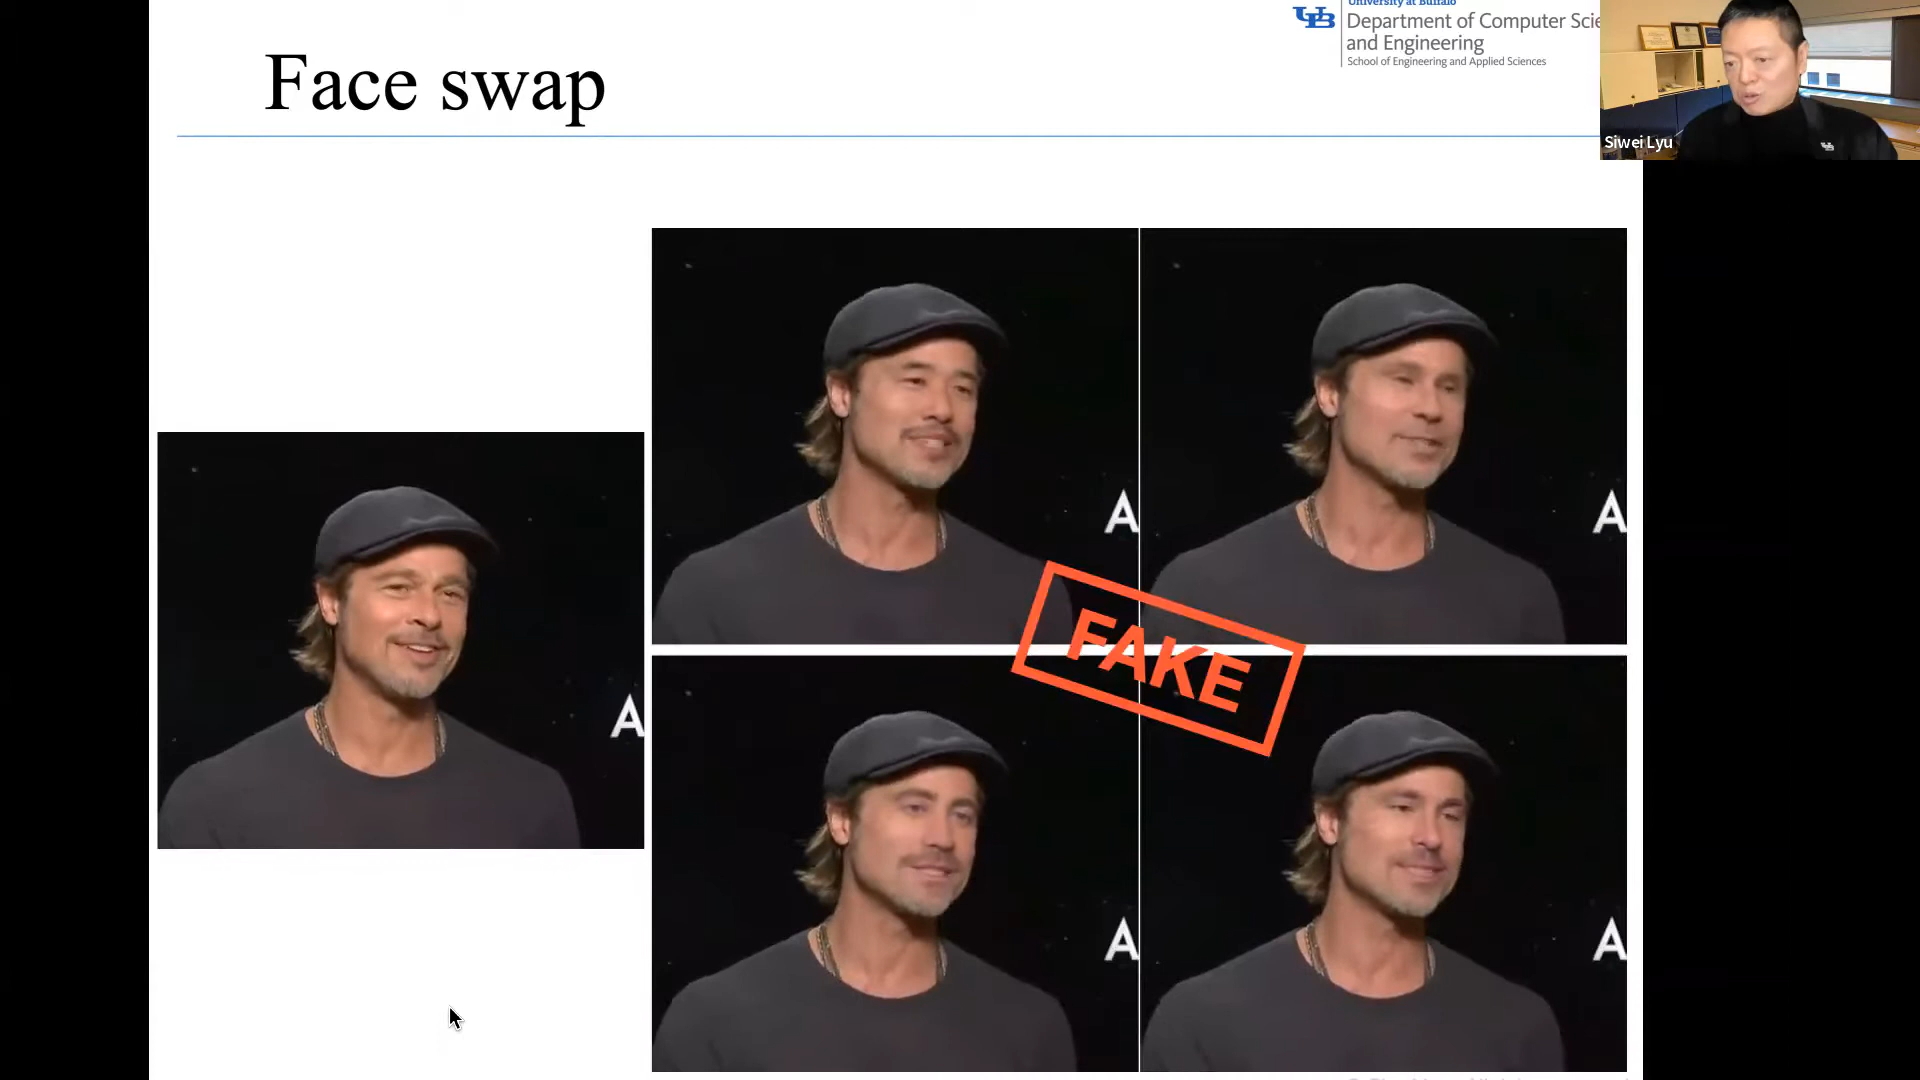 Face swap
University at Buffalo
Department of Computer Scie
and Engineering
School of Engineering and Applied Sciences
Siwei Lyu
A
A
A
FAKE
A
A